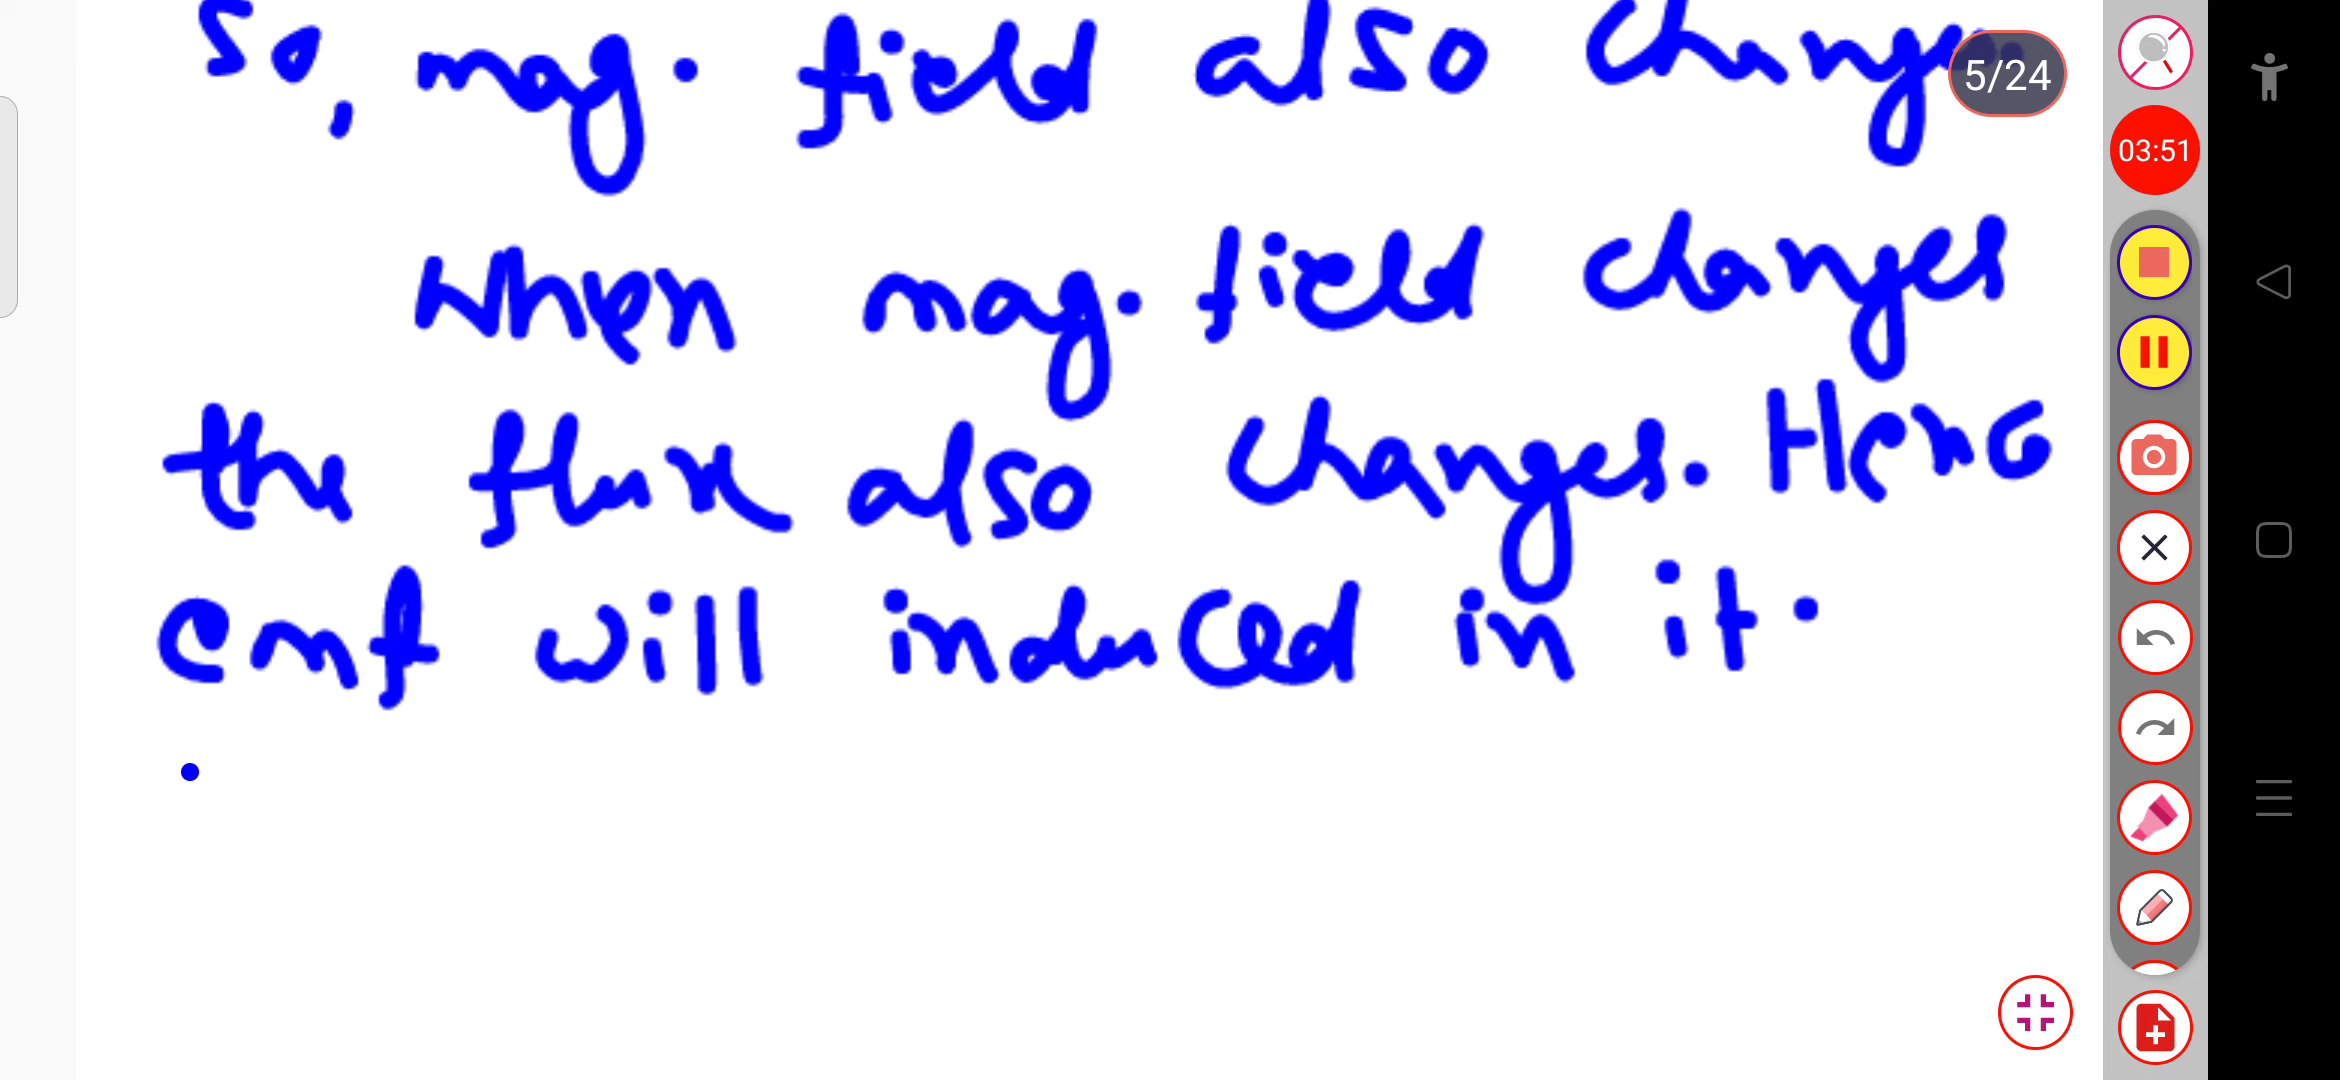 So, mag. field also change.
5/24
03:51
when mag. field changes
the flux also changes. Hence
emf will induced in it.